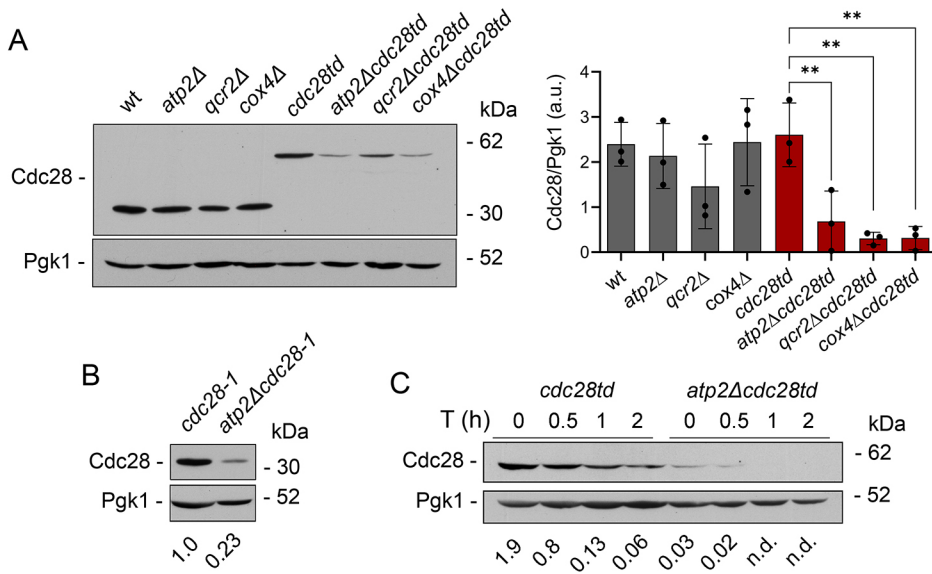 A
wt
atp2Δ
qcr2Δ
cox4Δ
cdc28td
atp2Δcdc28td
qcr2Δcdc28td
cox4Δcdc28td
kDa
Cdc28
- 62
- 30
Pgk1 -
- 52
**
**
**
Cdc28/Pgk1 (a.u.)
4
3
2
1
0
wt
atp2Δ
qcr2Δ
cox4Δ
cdc28td
atp2Δcdc28td
qcr2Δcdc28td
cox4Δcdc28td
B
cdc28-1
atp2Δcdc28-1
kDa
Cdc28 -
- 30
Pgk1 -
- 52
1.0 0.23
C
cdc28td atp2Δcdc28td
T (h) 0 0.5 1 2 0 0.5 1 2 kDa
Cdc28 -
- 62
Pgk1 -
- 52
1.9 0.8 0.13 0.06 0.03 0.02 n.d. n.d.